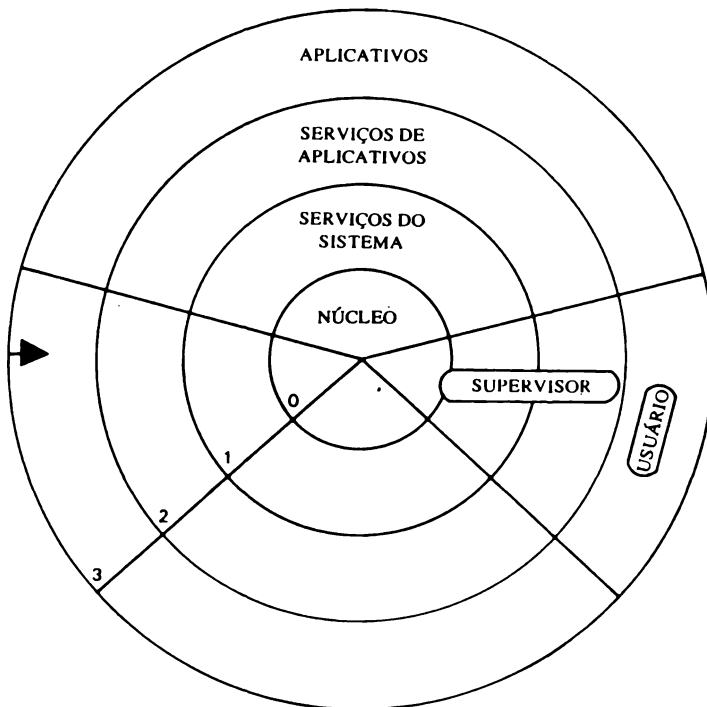 APLICATIVOS
SERVIÇOS DE
APLICATIVOS
SERVIÇOS DO
SISTEMA
NÚCLEO
SUPERVISOR
USUÁRIO
0
1
2
3